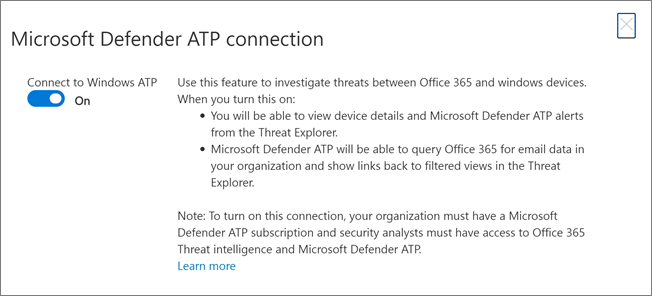 Microsoft Defender ATP connection
Connect to Windows ATP
On
Use this feature to investigate threats between Office 365 and windows devices.
When you turn this on:
• You will be able to view device details and Microsoft Defender ATP alerts
from the Threat Explorer.
• Microsoft Defender ATP will be able to query Office 365 for email data in
your organization and show links back to filtered views in the Threat
Explorer.
Note: To turn on this connection, your organization must have a Microsoft
Defender ATP subscription and security analysts must have access to Office 365
Threat intelligence and Microsoft Defender ATP.
Learn more